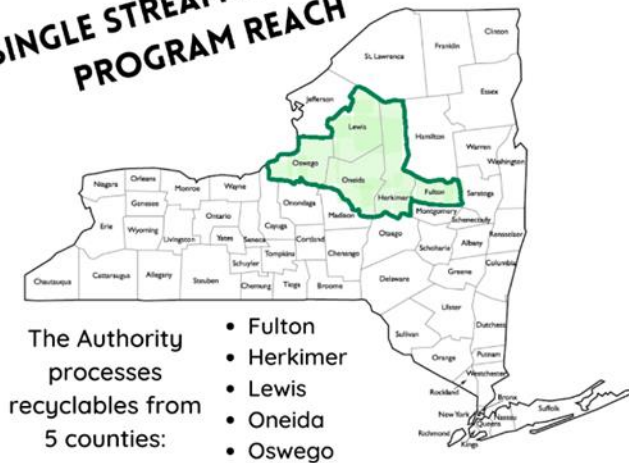 SINGLE STREAM
PROGRAM REACH
Clinton
Franklin
St. Lawrence
Essex
Jefferson
Lewis
Hamilton
Warren
Washington
Oswego
Oneida
Herkimer
Fulton
Saratoga
Niagara
Orleans
Monroe
Wayne
Genesee
Onondaga
Madison
Montgomery
Schenectady
Rensselaer
Erie
Wyoming
Livingston
Ontario
Yates
Seneca
Cayuga
Cortland
Chenango
Otsego
Schoharie
Albany
Columbia
Schuyler
Tompkins
Chautauqua
Cattaraugus
Allegany
Steuben
Chemung
Tioga
Broome
Delaware
Greene
Ulster
Dutchess
Sullivan
Orange
Putnam
Westchester
Rockland
New York
Bronx
Nassau
Suffolk
Queens
Richmond
Kings
The Authority
processes
recyclables from
5 counties:
• Fulton
• Herkimer
• Lewis
• Oneida
• Oswego